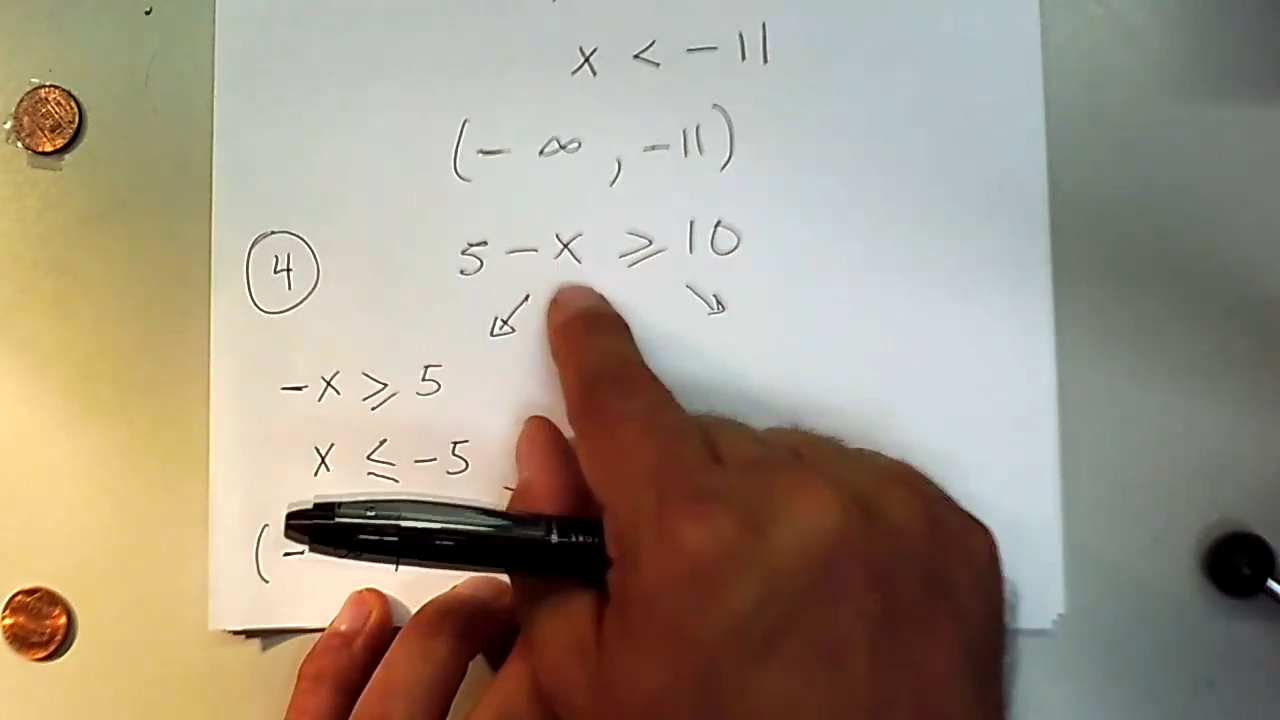 x < -11
(-∞, -11)
④ 5 - x ≥ 10
-x ≥ 5
x ≤ -5
(-